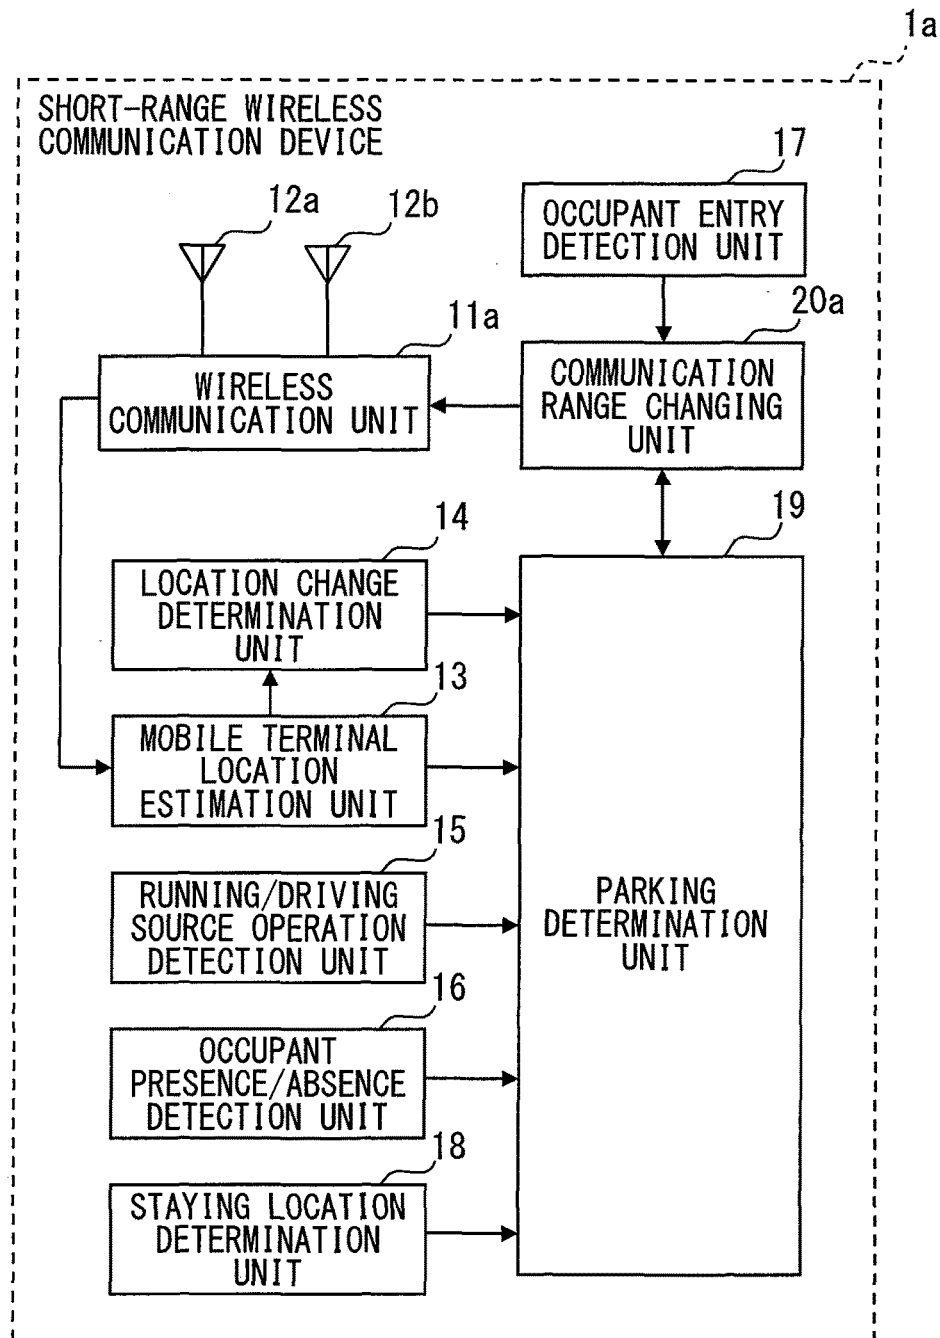 1a
SHORT-RANGE WIRELESS
COMMUNICATION DEVICE
17
12a
12b
OCCUPANT ENTRY
DETECTION UNIT
20a
11a
WIRELESS
COMMUNICATION UNIT
COMMUNICATION
RANGE CHANGING
UNIT
14
19
LOCATION CHANGE
DETERMINATION
UNIT
13
MOBILE TERMINAL
LOCATION
ESTIMATION UNIT
15
RUNNING/DRIVING
SOURCE OPERATION
DETECTION UNIT
PARKING
DETERMINATION
UNIT
16
OCCUPANT
PRESENCE/ABSENCE
DETECTION UNIT
18
STAYING LOCATION
DETERMINATION
UNIT